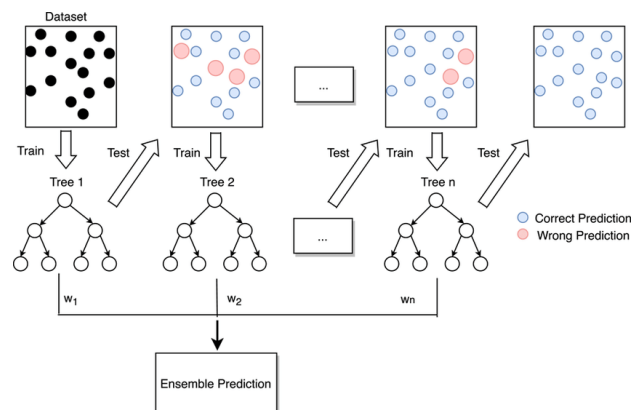 Dataset
...
Train
Test
Train
Test
Train
Test
Tree 1
Tree 2
Tree n
...
Correct Prediction
Wrong Prediction
w1
w2
wn
Ensemble Prediction